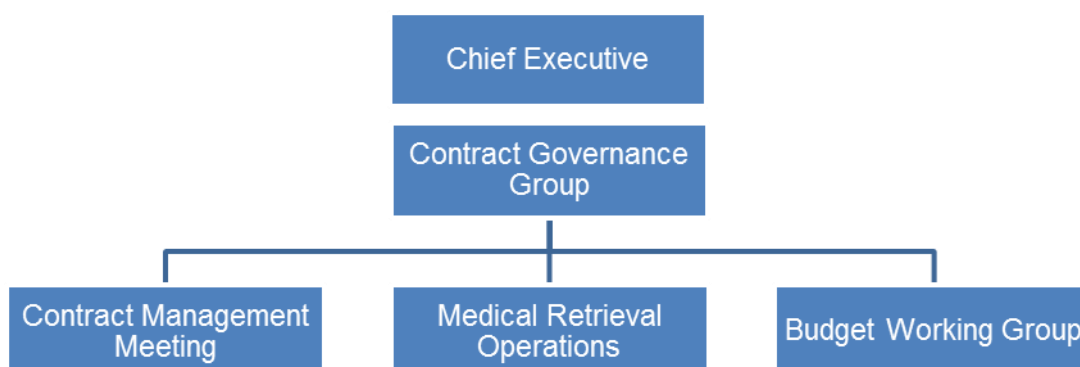 Chief Executive
Contract Governance
Group
Contract Management
Meeting
Medical Retrieval
Operations
Budget Working Group